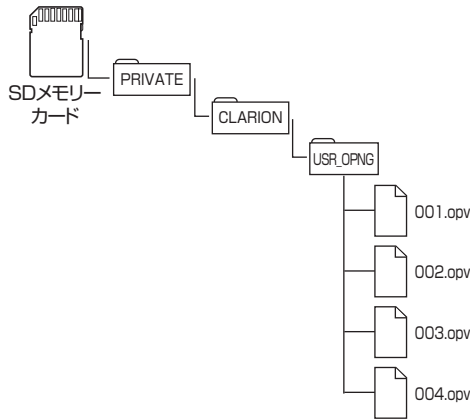 SDメモリー
カード
PRIVATE
CLARION
USR_OPNG
001.opv
002.opv
003.opv
004.opv